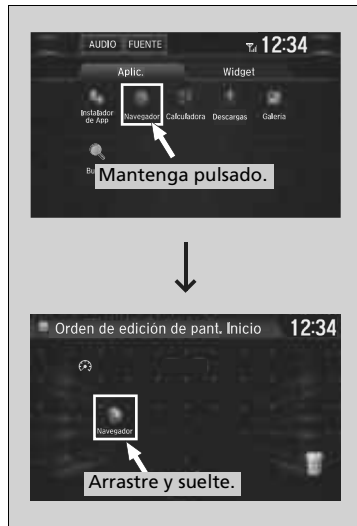 AUDIO FUENTE 12:34
Aplic. Widget
Instalador de App Navegador Calculadora Descargas Galería
Mantenga pulsado.
Orden de edición de pant. Inicio 12:34
Navegador
Arrastre y suelte.